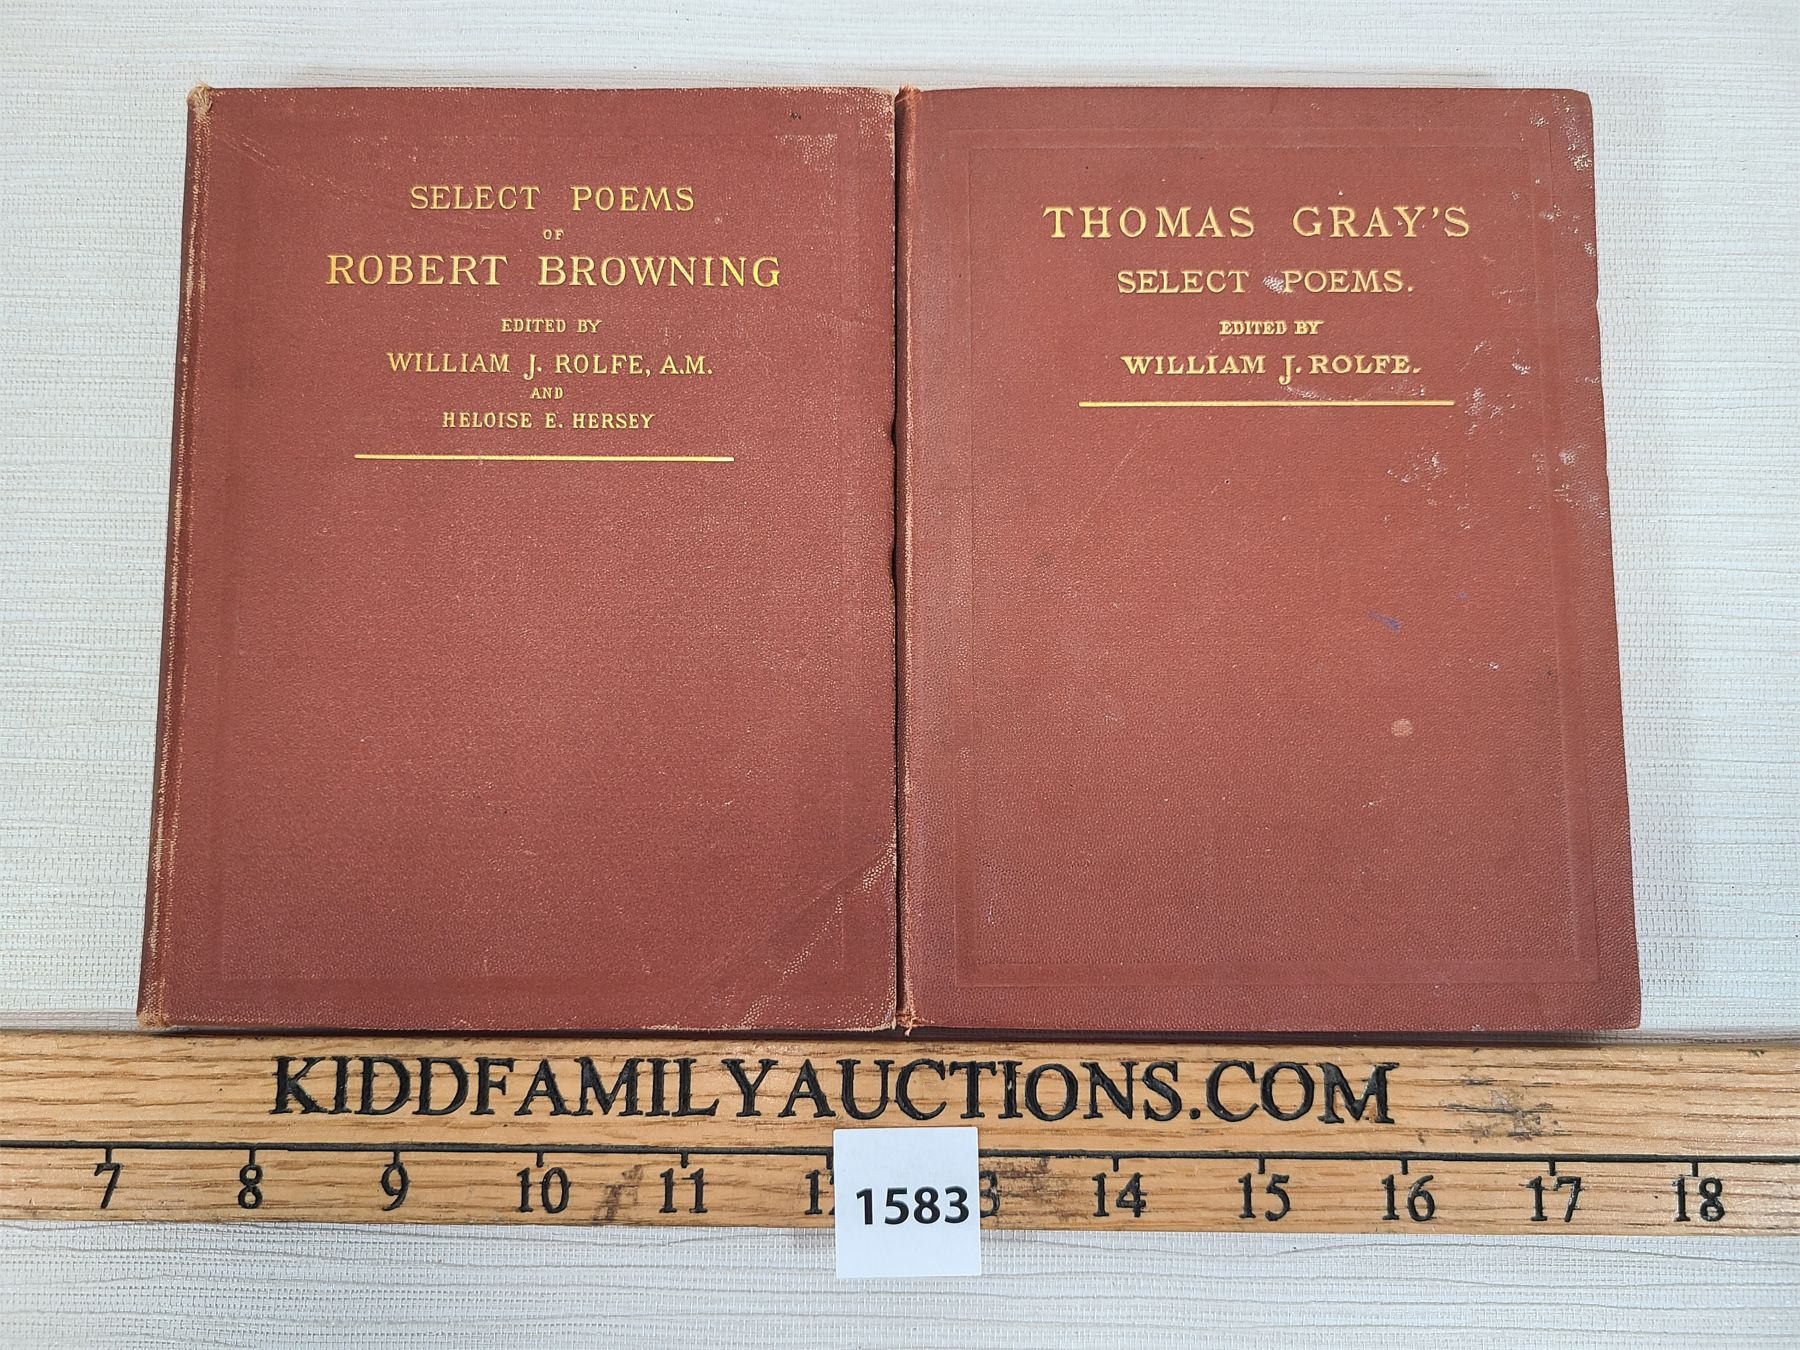 SELECT POEMS
OF
ROBERT BROWNING
EDITED BY
WILLIAM J. ROLFE, A.M.
AND
HELOISE E. HERSEY
THOMAS GRAY'S
SELECT POEMS.
EDITED BY
WILLIAM J. ROLFE.
KIDDFAMILYAUCTIONS.COM
7 8 9 10 11 14 15 16 17 18
1583